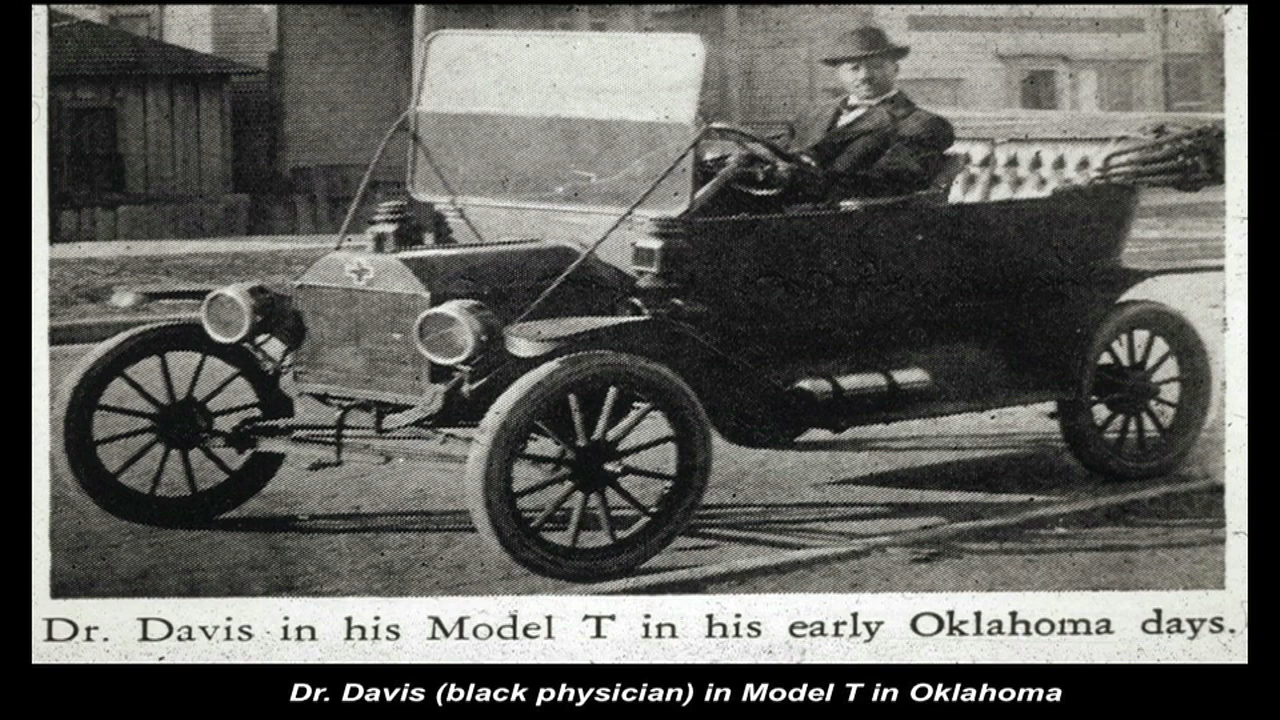 Dr. Davis in his Model T in his early Oklahoma days.
Dr. Davis (black physician) in Model T in Oklahoma